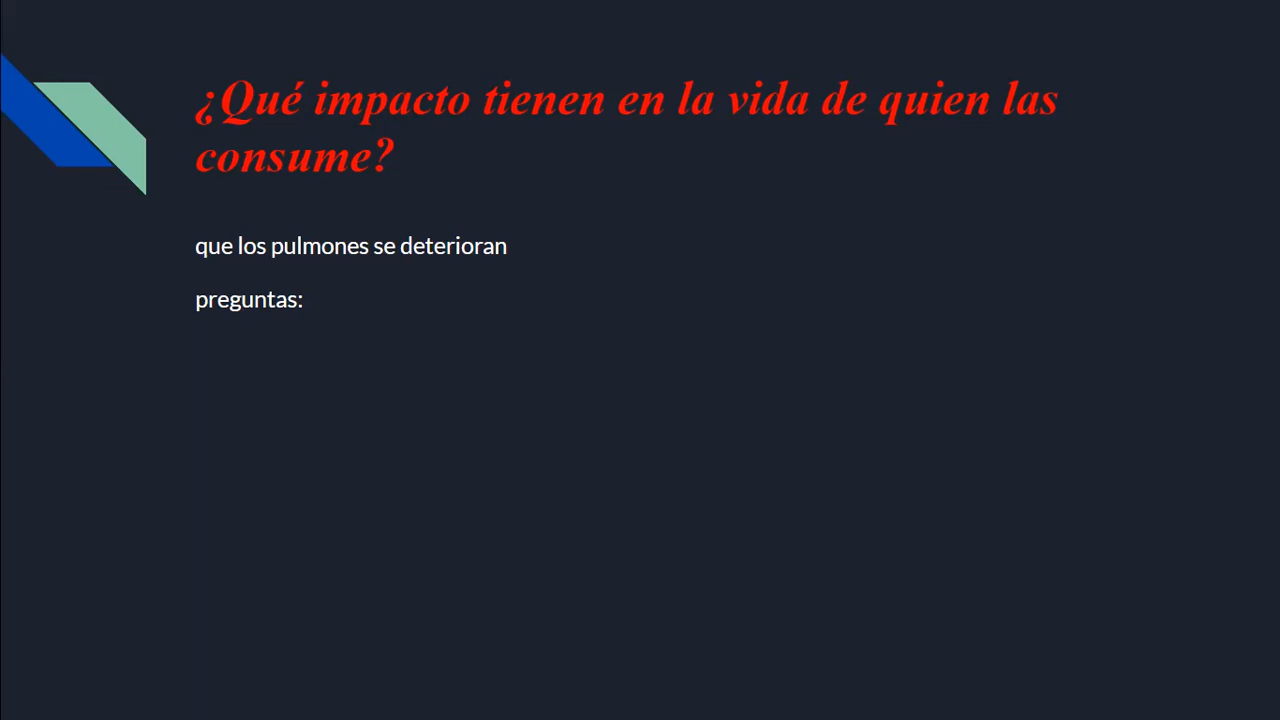 ¿Qué impacto tienen en la vida de quien las
consume?
que los pulmones se deterioran
preguntas: